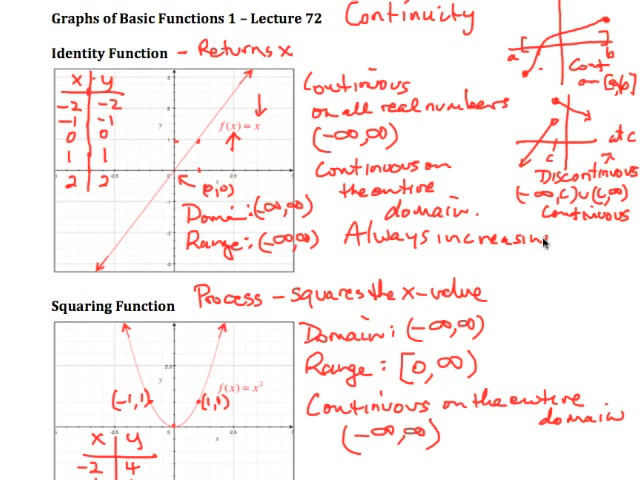 Graphs of Basic Functions 1 – Lecture 72
Continuity
Identity Function – Returns x
x y
-2 -2
-1 -1
0 0
1 1
2 2
f(x) = x
(0,0)
Domain: (-∞,∞)
Range: (-∞,∞)
Continuous
on all real numbers
(-∞,∞)
Continuous on
the entire
domain.
Always increasing
a b
Cont
on [a,b]
c
at c
Discontinuous
(-∞,c)∪(c,∞)
Continuous
Squaring Function Process – squares the x-value
f(x) = x²
(-1,1) (1,1)
x y
-2 4
Domain: (-∞,∞)
Range: [0,∞)
Continuous on the entire
domain
(-∞,∞)